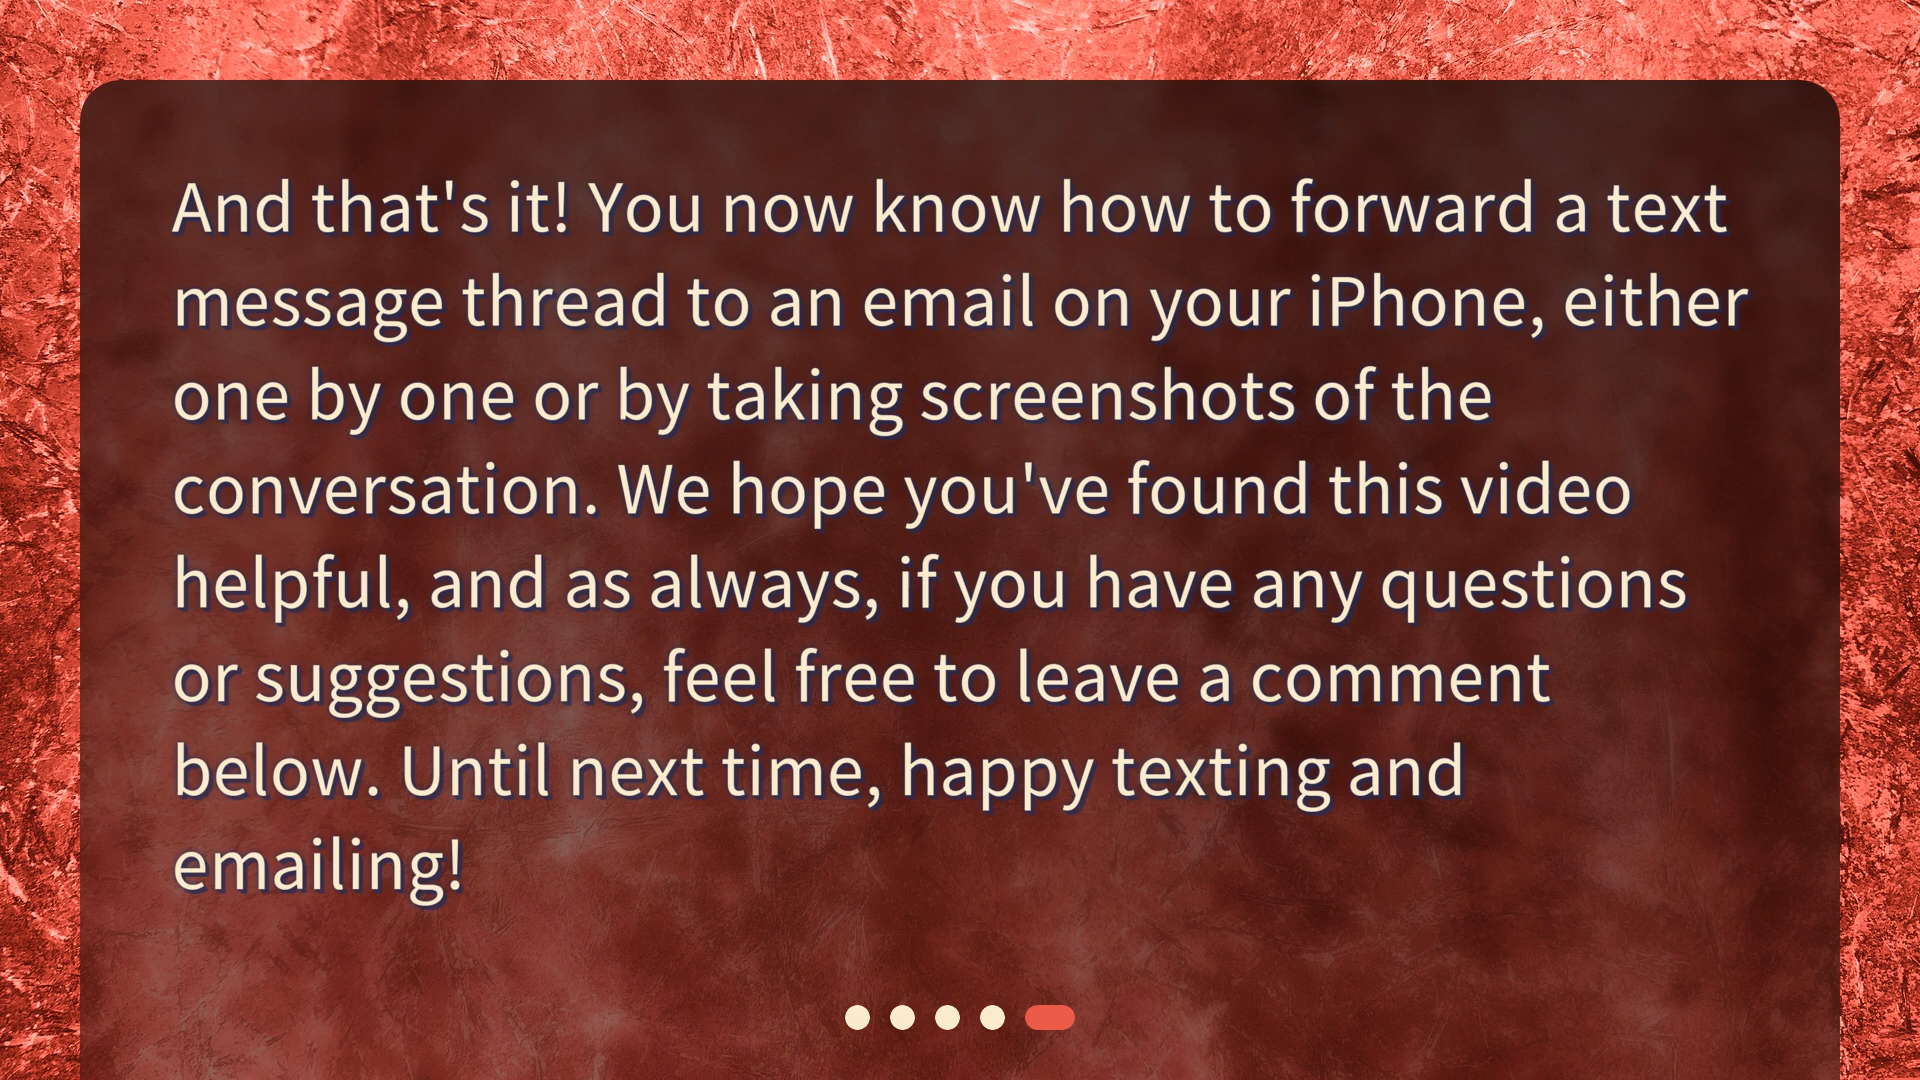 And that's it! You now know how to forward a text
message thread to an email on your iPhone, either
one by one or by taking screenshots of the
conversation. We hope you've found this video
helpful, and as always, if you have any questions
or suggestions, feel free to leave a comment
below. Until next time, happy texting and
emailing!